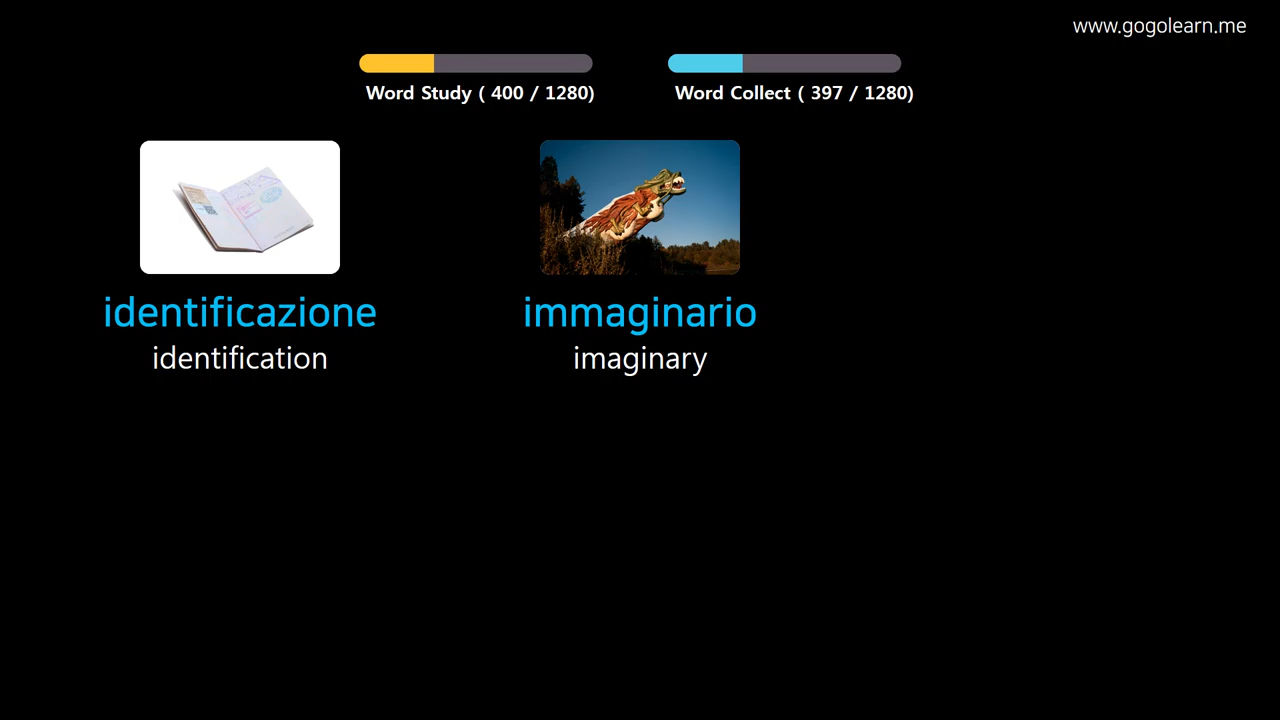 www.gogolearn.me
Word Study ( 400 / 1280)
Word Collect ( 397 / 1280)
identificazione
identification
immaginario
imaginary